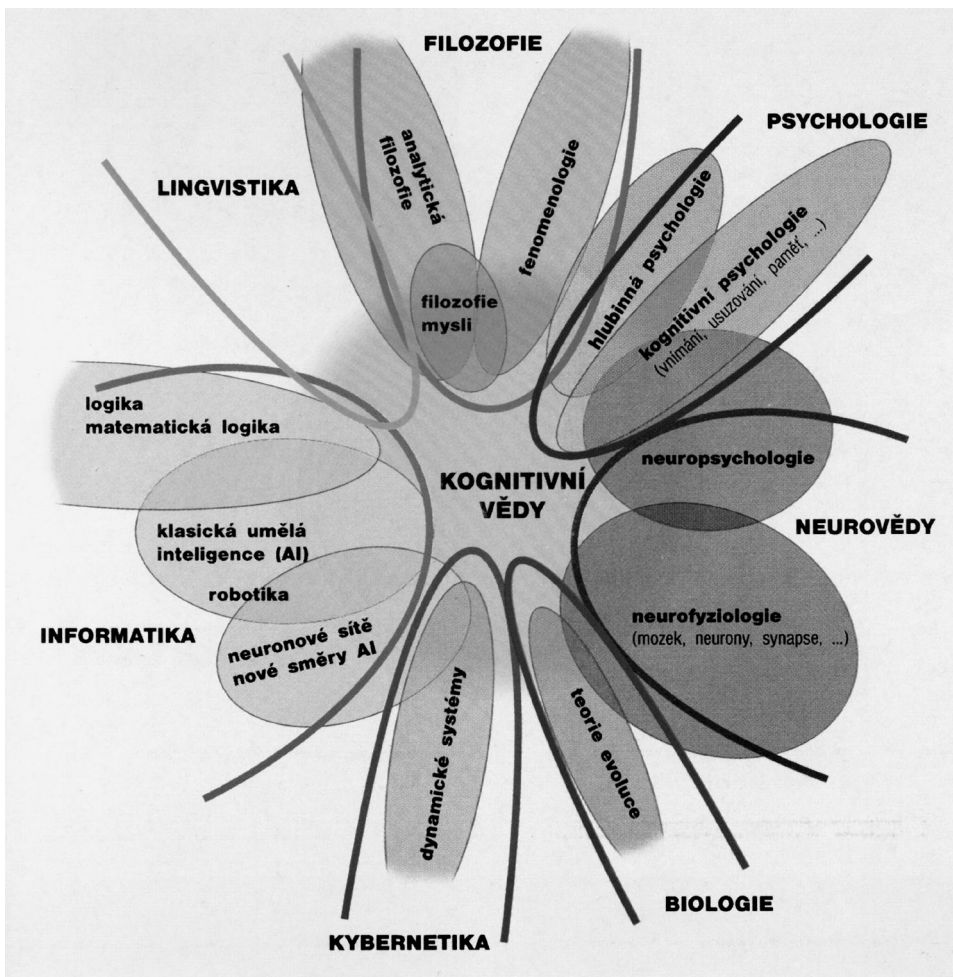 FILOZOFIE
PSYCHOLOGIE
LINGVISTIKA
analytická
filozofie
fenomenologie
hlubinná psychologie
kognitivní psychologie
(vnímání, usuzování, paměť, ...)
filozofie
mysli
logika
matematická logika
neuropsychologie
KOGNITIVNÍ
VĚDY
klasická umělá
inteligence (AI)
NEUROVĚDY
robotika
neurofyziologie
(mozek, neurony, synapse, ...)
INFORMATIKA
neuronové sítě
nové směry AI
dynamické systémy
teorie evoluce
BIOLOGIE
KYBERNETIKA